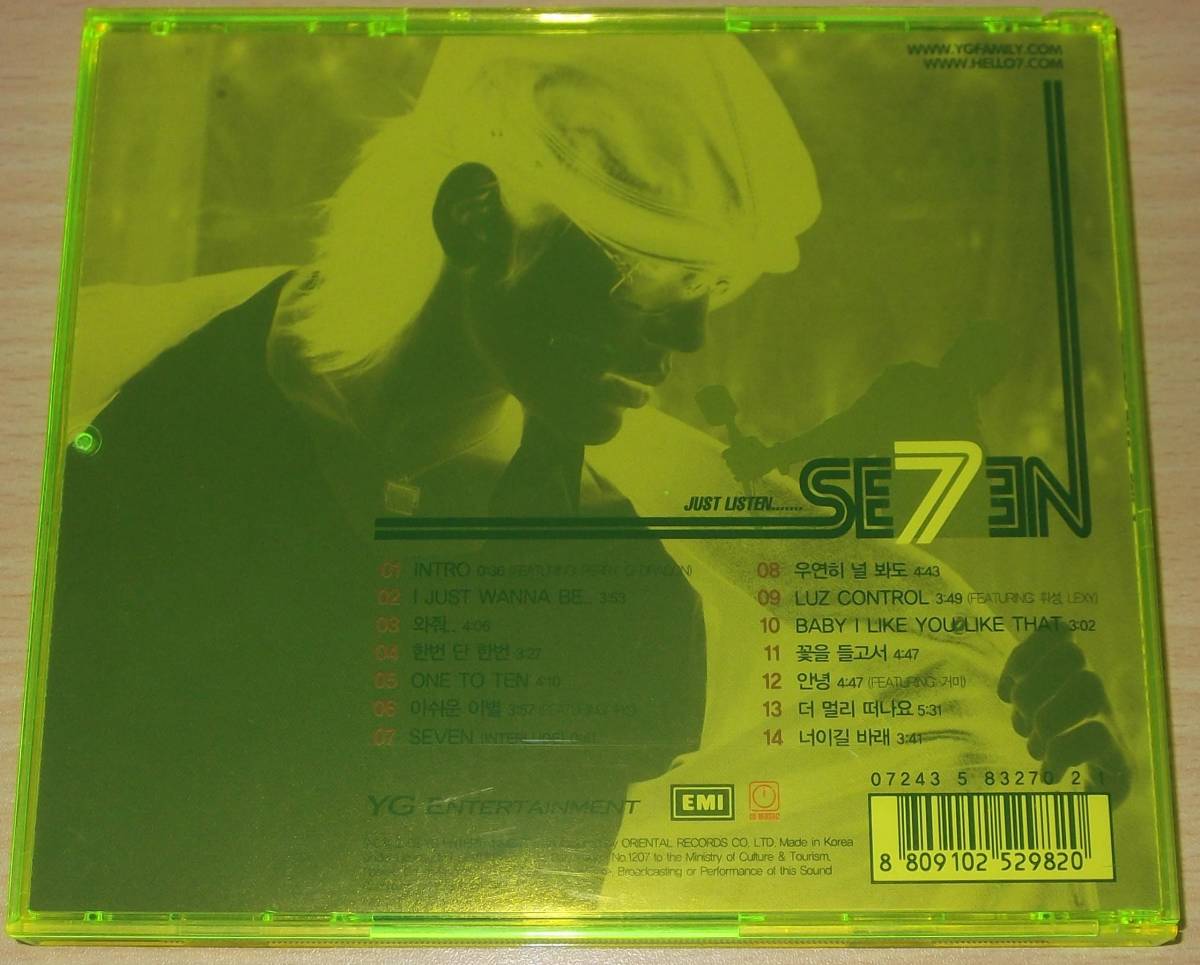 WWW.YGFAMILY.COM
WWW.HELLO7.COM
JUST LISTEN....... SE7EN
01 INTRO 0:36 (FEATURING: PERRY, G-DRAGON)
02 I JUST WANNA BE.. 3:53
03 와줘.. 4:06
04 한번 단 한번 3:27
05 ONE TO TEN 4:10
06 아쉬운 이별 3:57 (FEATURING:
07 SEVEN (INTERLUDE) 0:41
08 우연히 널 봐도 4:43
09 LUZ CONTROL 3:49 (FEATURING: 휘성, LEXY)
10 BABY I LIKE YOU LIKE THAT 3:02
11 꽃을 들고서 4:47
12 안녕 4:47 (FEATURING: 거미)
13 더 멀리 떠나요 5:31
14 너이길 바래 3:41
YG ENTERTAINMENT EMI
07243 5 83270 2 1
ORIENTAL RECORDS CO, LTD. Made in Korea
No.1207 to the Ministry of Culture & Tourism,
Broadcasting or Performance of this Sound
8 809102 529820